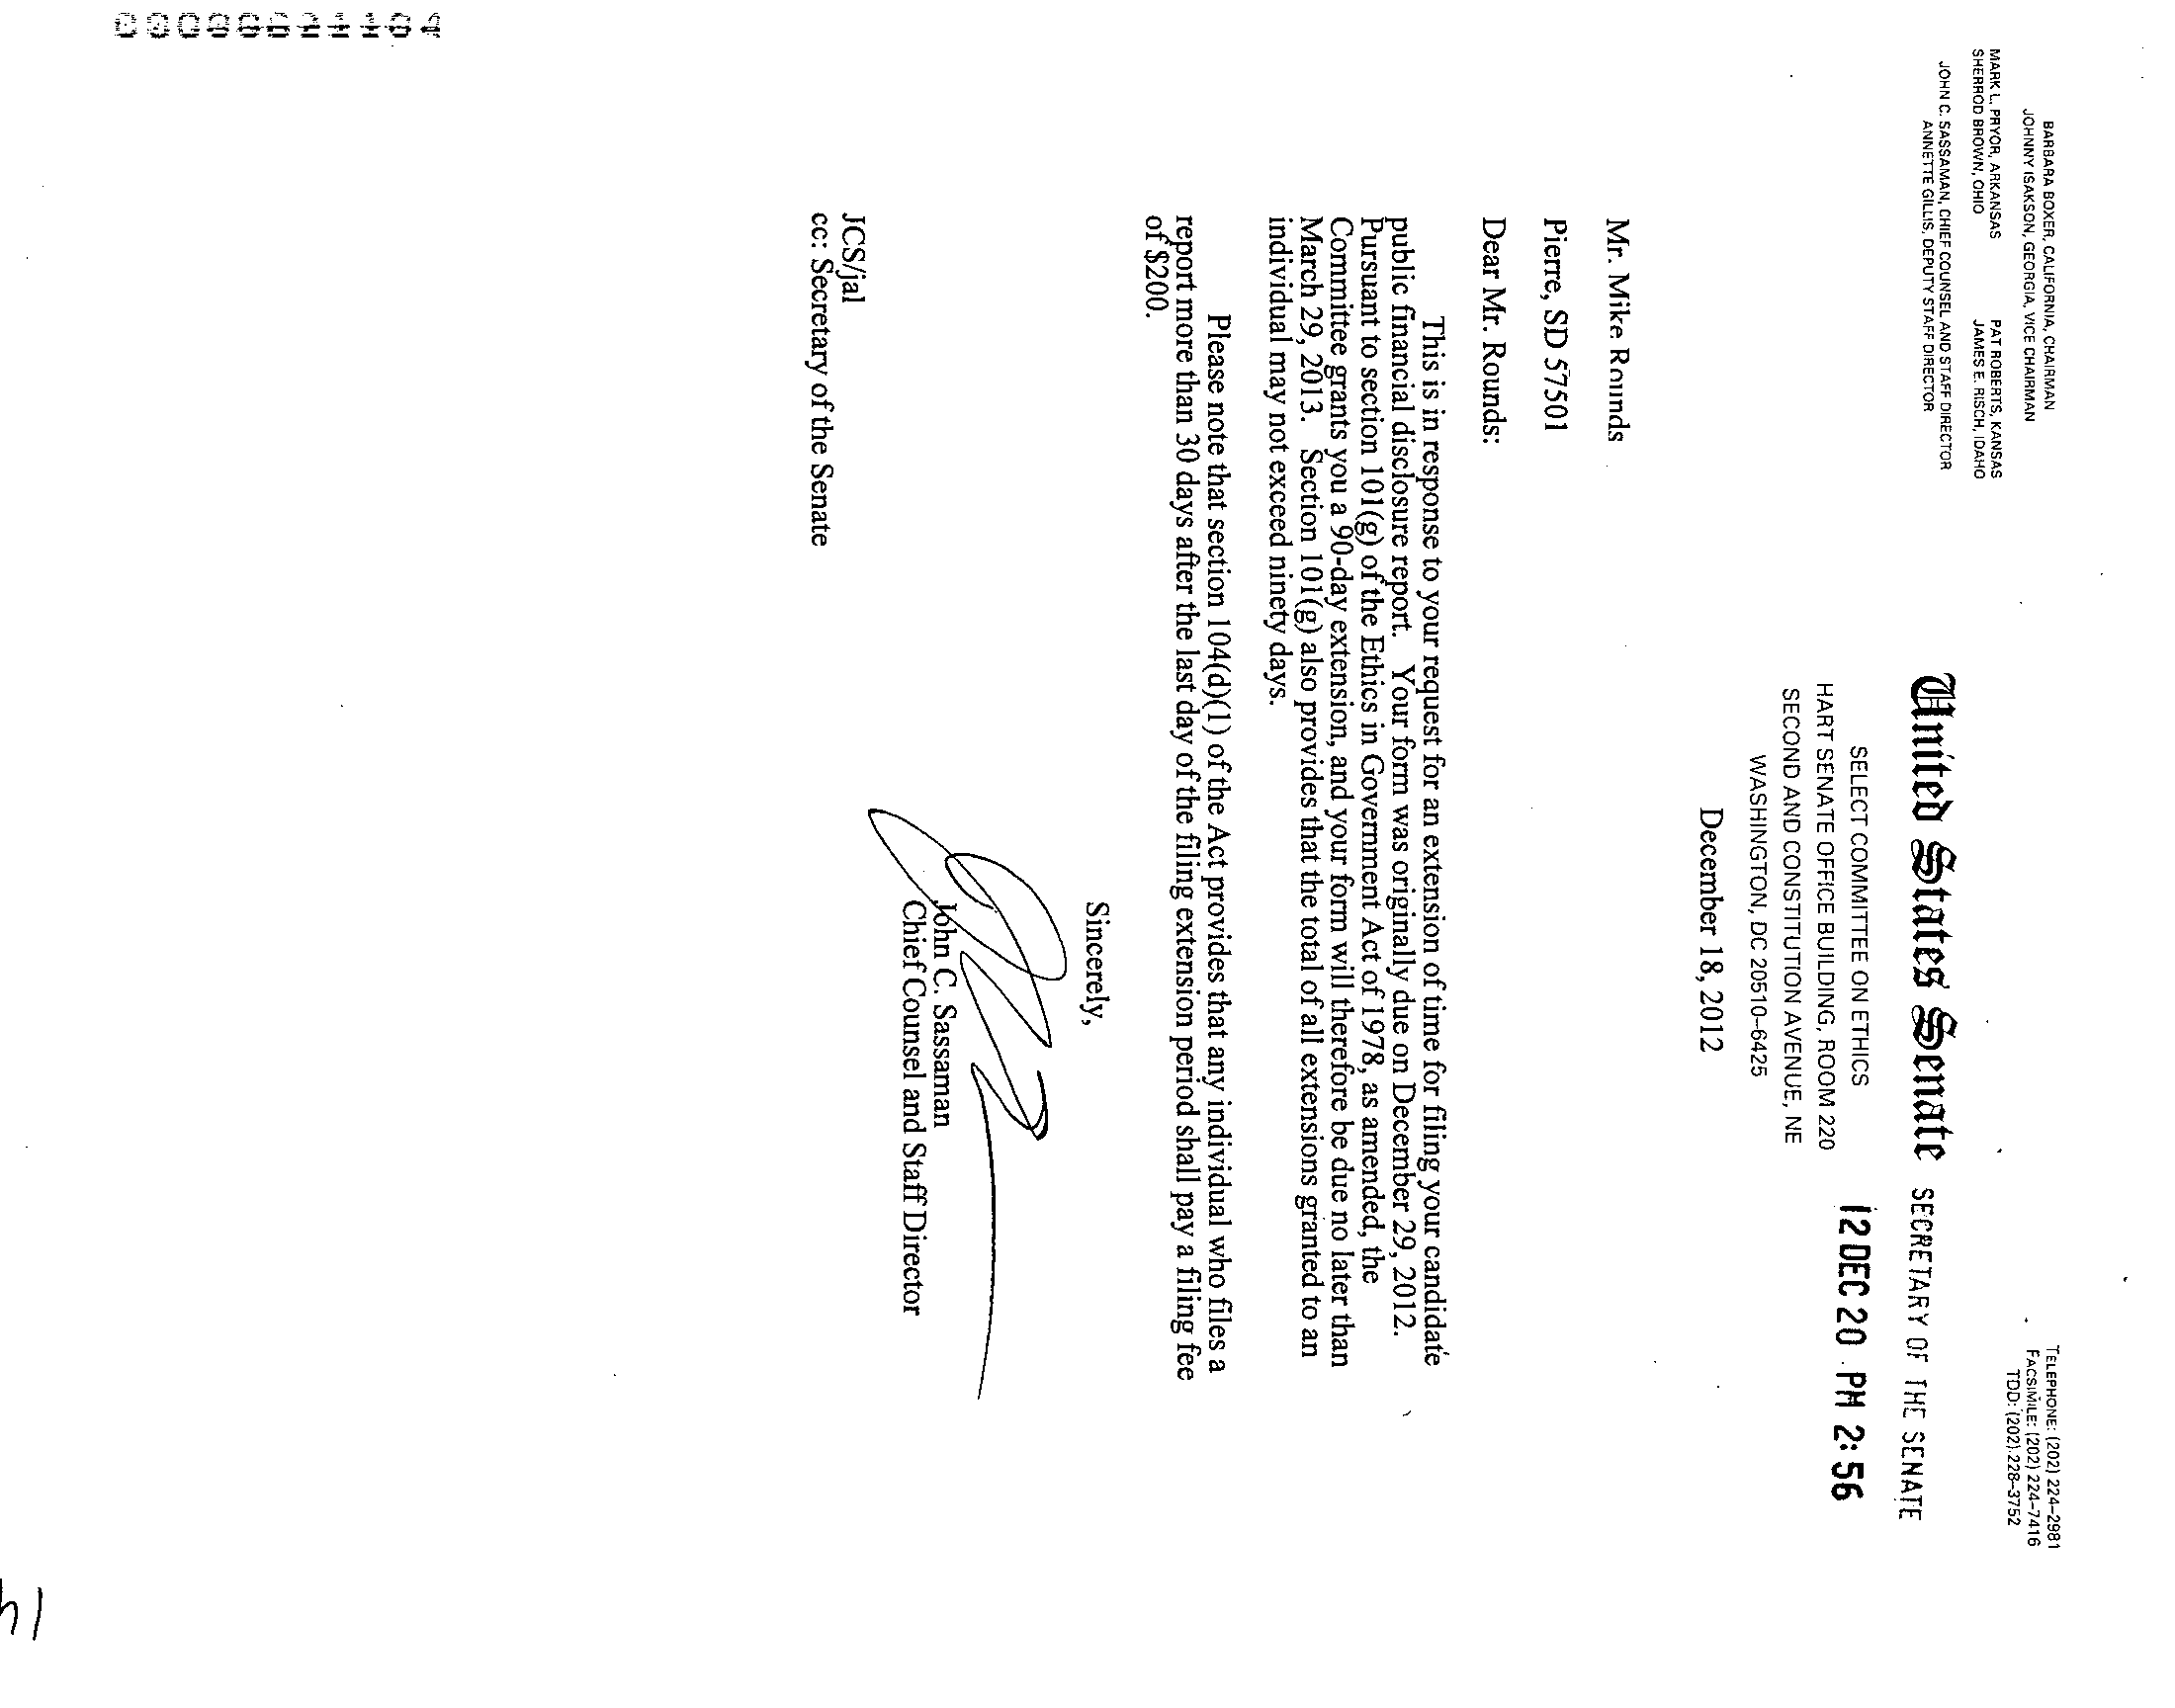 BARBARA BOXER, CALIFORNIA, CHAIRMAN
JOHNNY ISAKSON, GEORGIA, VICE CHAIRMAN
MARK L. PRYOR, ARKANSAS PAT ROBERTS, KANSAS
SHERROD BROWN, OHIO JAMES E. RISCH, IDAHO
JOHN C. SASSAMAN, CHIEF COUNSEL AND STAFF DIRECTOR
ANNETTE GILLIS, DEPUTY STAFF DIRECTOR
TELEPHONE: (202) 224–2981
FACSIMILE: (202) 224–7416
TDD: (202) 228–3752
United States Senate
SELECT COMMITTEE ON ETHICS
HART SENATE OFFICE BUILDING, ROOM 220
SECOND AND CONSTITUTION AVENUE, NE
WASHINGTON, DC 20510–6425
SECRETARY OF THE SENATE
12 DEC 20 PM 2:56
December 18, 2012
Mr. Mike Rounds
Pierre, SD 57501
Dear Mr. Rounds:
This is in response to your request for an extension of time for filing your candidate
public financial disclosure report. Your form was originally due on December 29, 2012.
Pursuant to section 101(g) of the Ethics in Government Act of 1978, as amended, the
Committee grants you a 90-day extension, and your form will therefore be due no later than
March 29, 2013. Section 101(g) also provides that the total of all extensions granted to an
individual may not exceed ninety days.
Please note that section 104(d)(1) of the Act provides that any individual who files a
report more than 30 days after the last day of the filing extension period shall pay a filing fee
of $200.
Sincerely,
John C. Sassaman
Chief Counsel and Staff Director
JCS/jal
cc: Secretary of the Senate